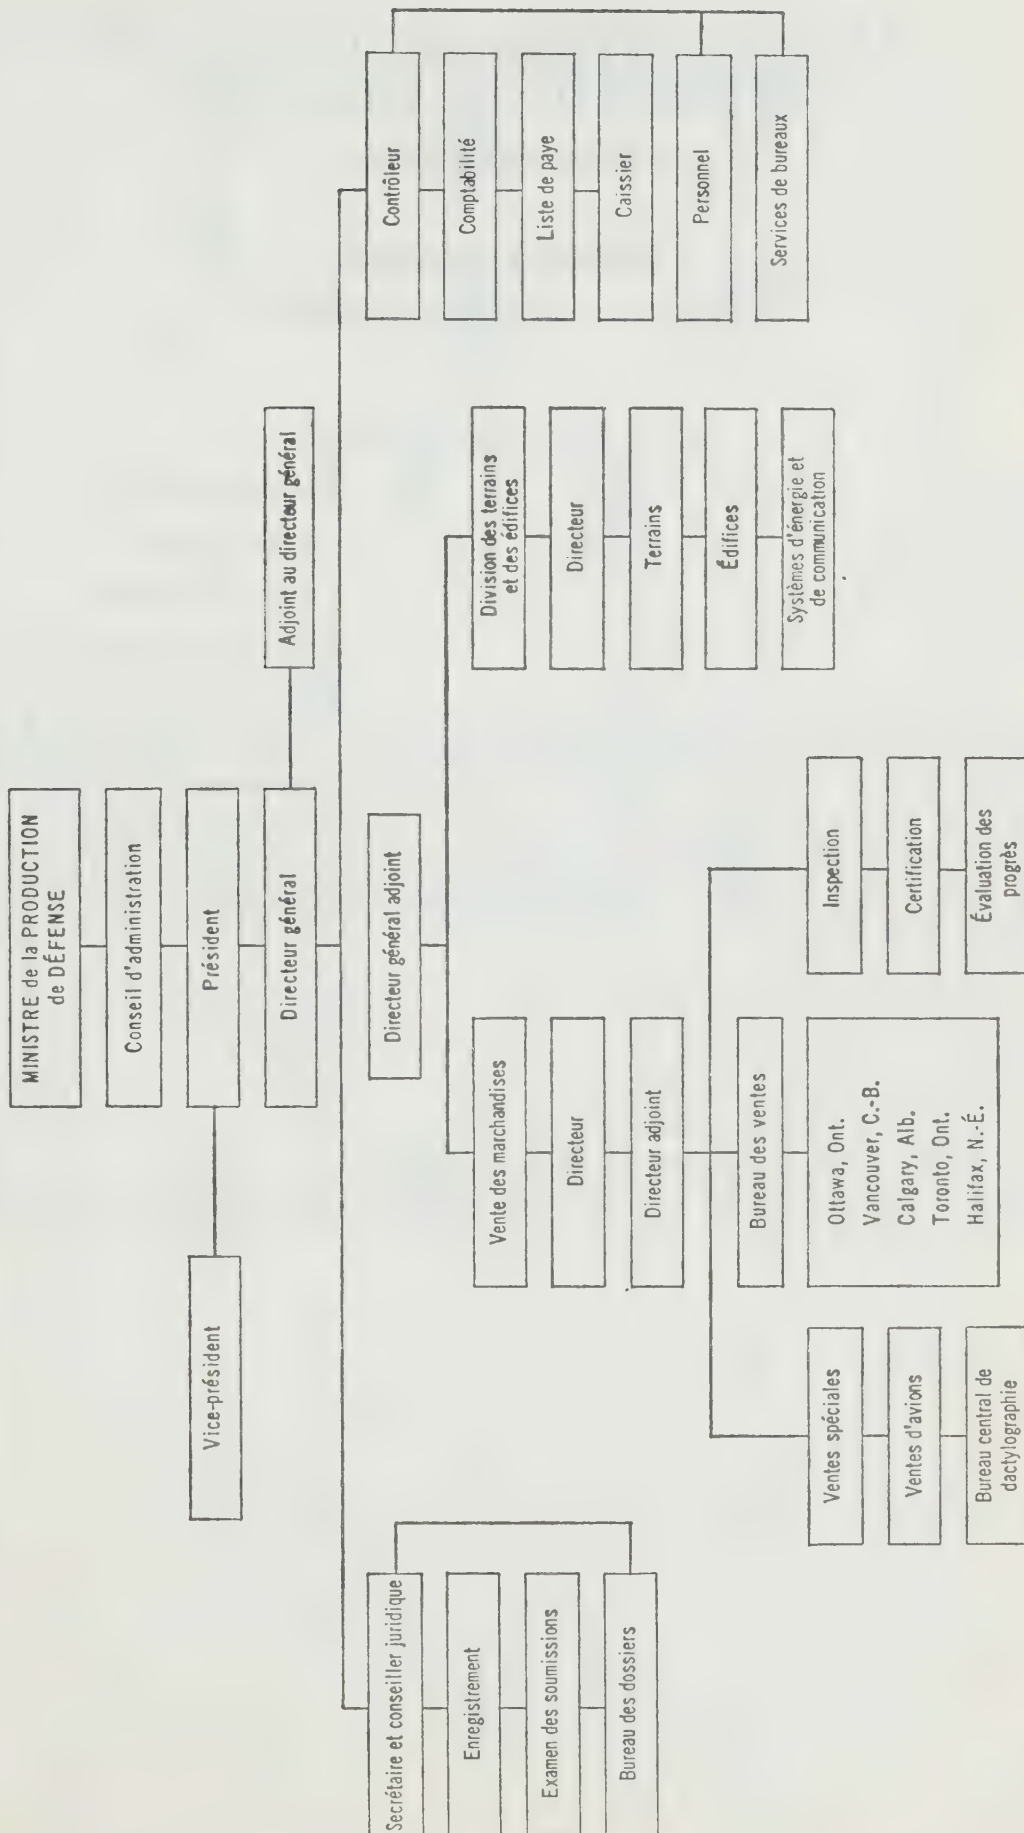 MINISTRE de la PRODUCTION
de DÉFENSE
Conseil d'administration
Vice-président
Président
Directeur général
Adjoint au directeur général
Secrétaire et conseiller juridique
Enregistrement
Examen des soumissions
Bureau des dossiers
Directeur général adjoint
Vente des marchandises
Directeur
Directeur adjoint
Ventes spéciales
Ventes d'avions
Bureau central de
dactylographie
Bureau des ventes
Ottawa, Ont.
Vancouver, C.-B.
Calgary, Alb.
Toronto, Ont.
Halifax, N.-É.
Inspection
Certification
Évaluation des
progrès
Division des terrains
et des édifices
Directeur
Terrains
Édifices
Systèmes d'énergie et
de communication
Contrôleur
Comptabilité
Liste de paye
Caissier
Personnel
Services de bureaux